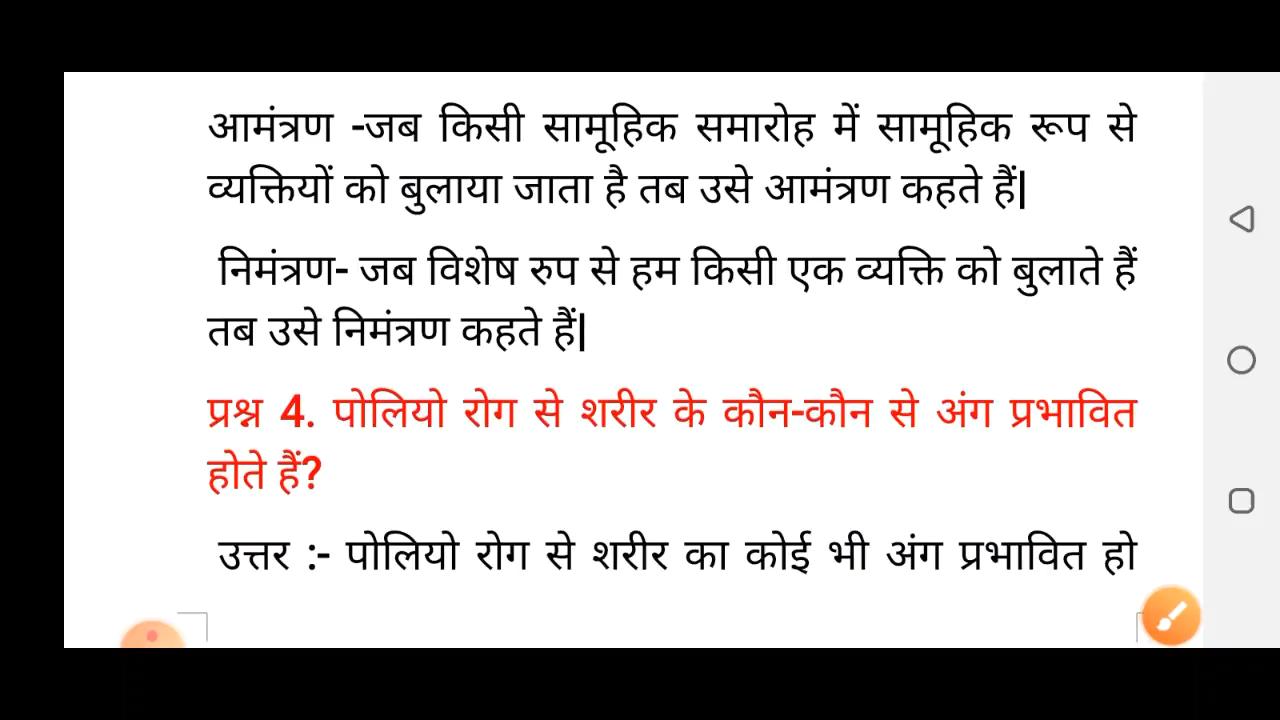 आमंत्रण -जब किसी सामूहिक समारोह में सामूहिक रूप से
व्यक्तियों को बुलाया जाता है तब उसे आमंत्रण कहते हैं|
निमंत्रण- जब विशेष रुप से हम किसी एक व्यक्ति को बुलाते हैं
तब उसे निमंत्रण कहते हैं|
प्रश्न 4. पोलियो रोग से शरीर के कौन-कौन से अंग प्रभावित
होते हैं?
उत्तर :- पोलियो रोग से शरीर का कोई भी अंग प्रभावित हो